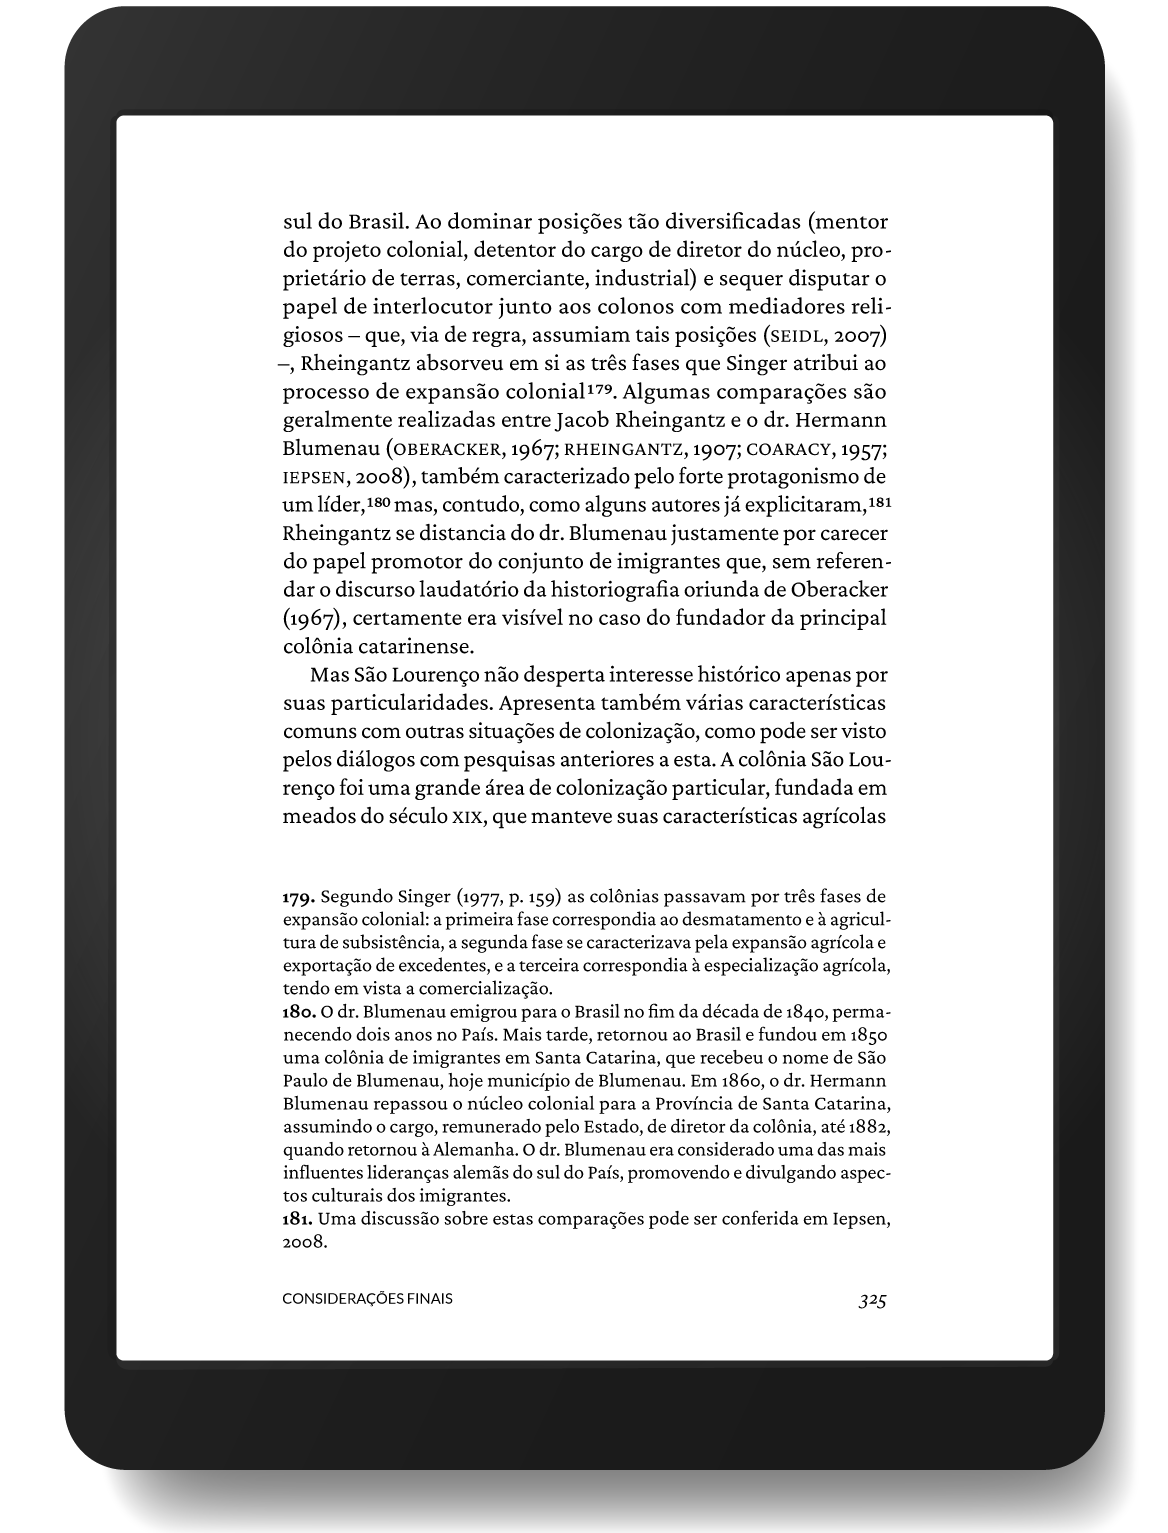 sul do Brasil. Ao dominar posições tão diversificadas (mentor
do projeto colonial, detentor do cargo de diretor do núcleo, pro-
prietário de terras, comerciante, industrial) e sequer disputar o
papel de interlocutor junto aos colonos com mediadores reli-
giosos – que, via de regra, assumiam tais posições (SEIDL, 2007)
–, Rheingantz absorveu em si as três fases que Singer atribui ao
processo de expansão colonial179. Algumas comparações são
geralmente realizadas entre Jacob Rheingantz e o dr. Hermann
Blumenau (OBERACKER, 1967; RHEINGANTZ, 1907; COARACY, 1957;
IEPSEN, 2008), também caracterizado pelo forte protagonismo de
um líder,180 mas, contudo, como alguns autores já explicitaram,181
Rheingantz se distancia do dr. Blumenau justamente por carecer
do papel promotor do conjunto de imigrantes que, sem referen-
dar o discurso laudatório da historiografia oriunda de Oberacker
(1967), certamente era visível no caso do fundador da principal
colônia catarinense.
Mas São Lourenço não desperta interesse histórico apenas por
suas particularidades. Apresenta também várias características
comuns com outras situações de colonização, como pode ser visto
pelos diálogos com pesquisas anteriores a esta. A colônia São Lou-
renço foi uma grande área de colonização particular, fundada em
meados do século XIX, que manteve suas características agrícolas
179. Segundo Singer (1977, p. 159) as colônias passavam por três fases de
expansão colonial: a primeira fase correspondia ao desmatamento e à agricul-
tura de subsistência, a segunda fase se caracterizava pela expansão agrícola e
exportação de excedentes, e a terceira correspondia à especialização agrícola,
tendo em vista a comercialização.
180. O dr. Blumenau emigrou para o Brasil no fim da década de 1840, perma-
necendo dois anos no País. Mais tarde, retornou ao Brasil e fundou em 1850
uma colônia de imigrantes em Santa Catarina, que recebeu o nome de São
Paulo de Blumenau, hoje município de Blumenau. Em 1860, o dr. Hermann
Blumenau repassou o núcleo colonial para a Província de Santa Catarina,
assumindo o cargo, remunerado pelo Estado, de diretor da colônia, até 1882,
quando retornou à Alemanha. O dr. Blumenau era considerado uma das mais
influentes lideranças alemãs do sul do País, promovendo e divulgando aspec-
tos culturais dos imigrantes.
181. Uma discussão sobre estas comparações pode ser conferida em Iepsen,
2008.
CONSIDERAÇÕES FINAIS 325